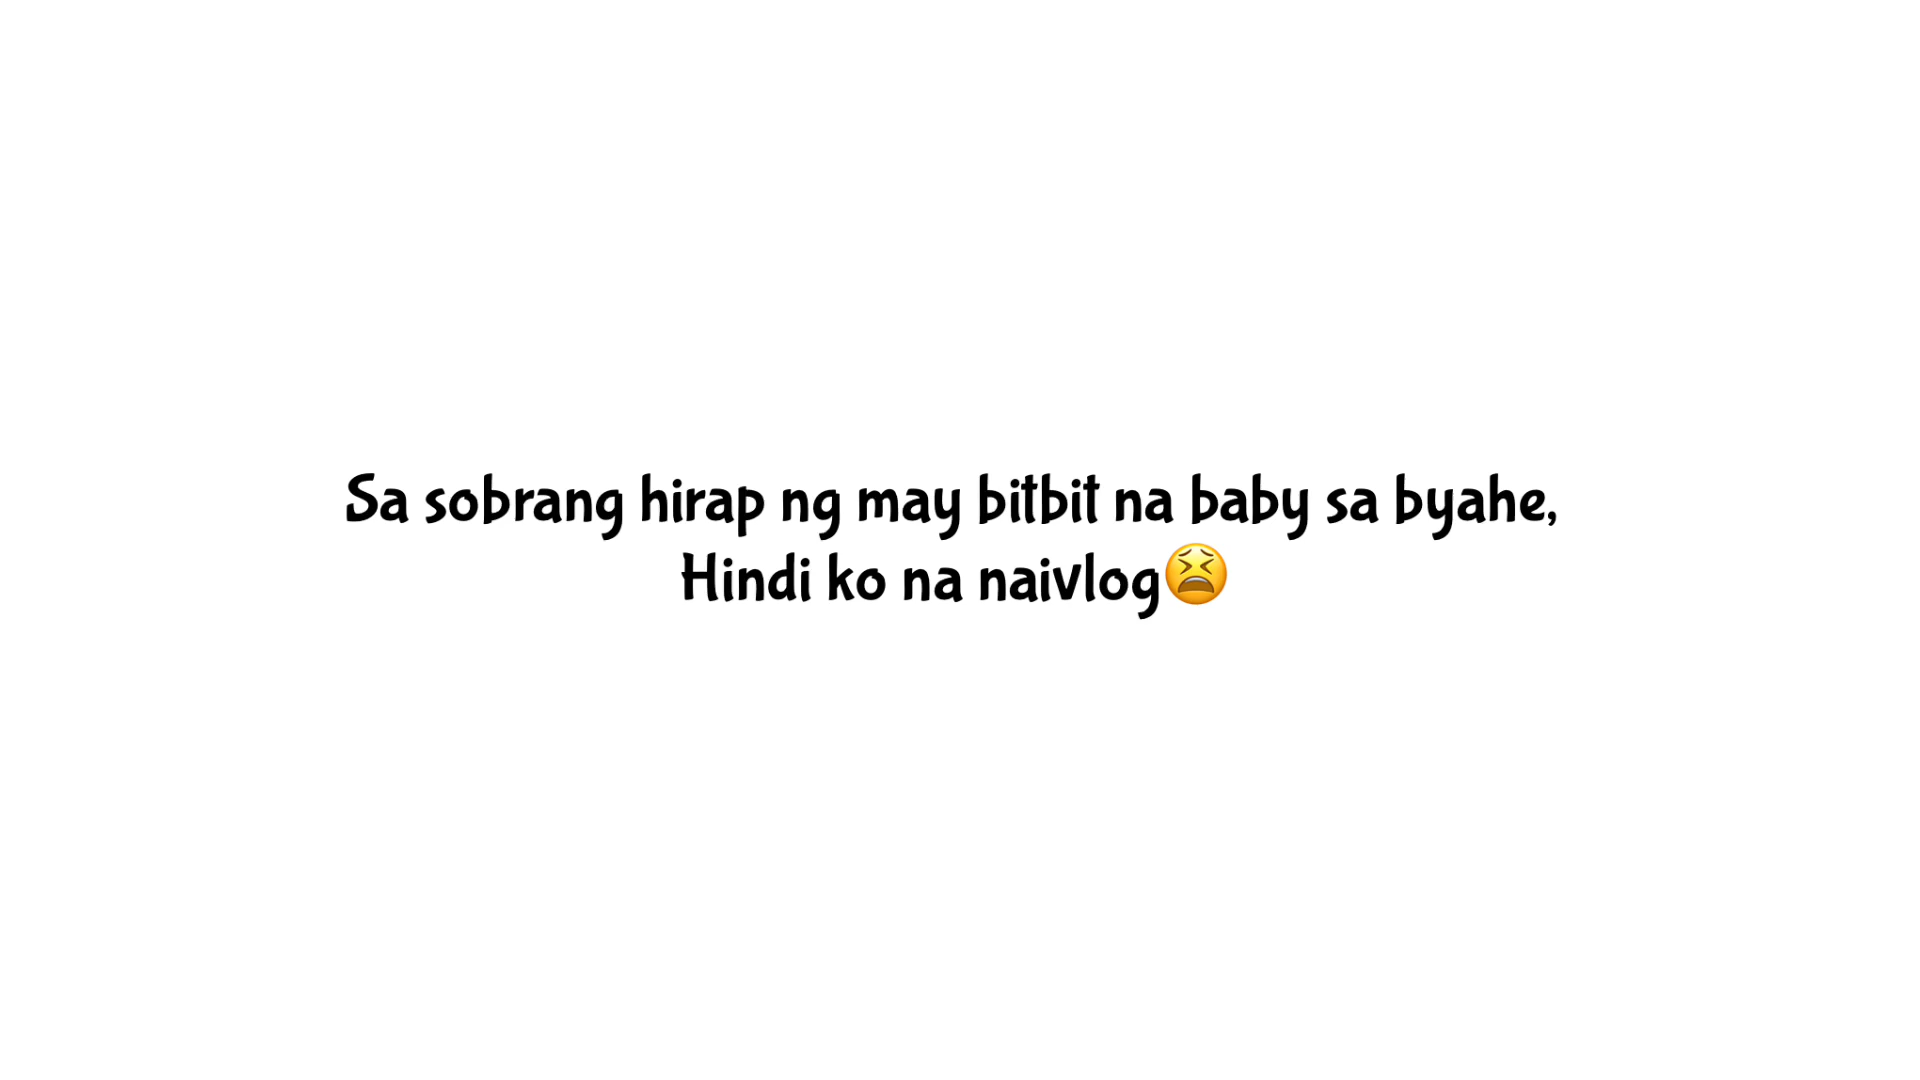 Sa sobrang hirap ng may bitbit na baby sa byahe,
Hindi ko na naivlog😫